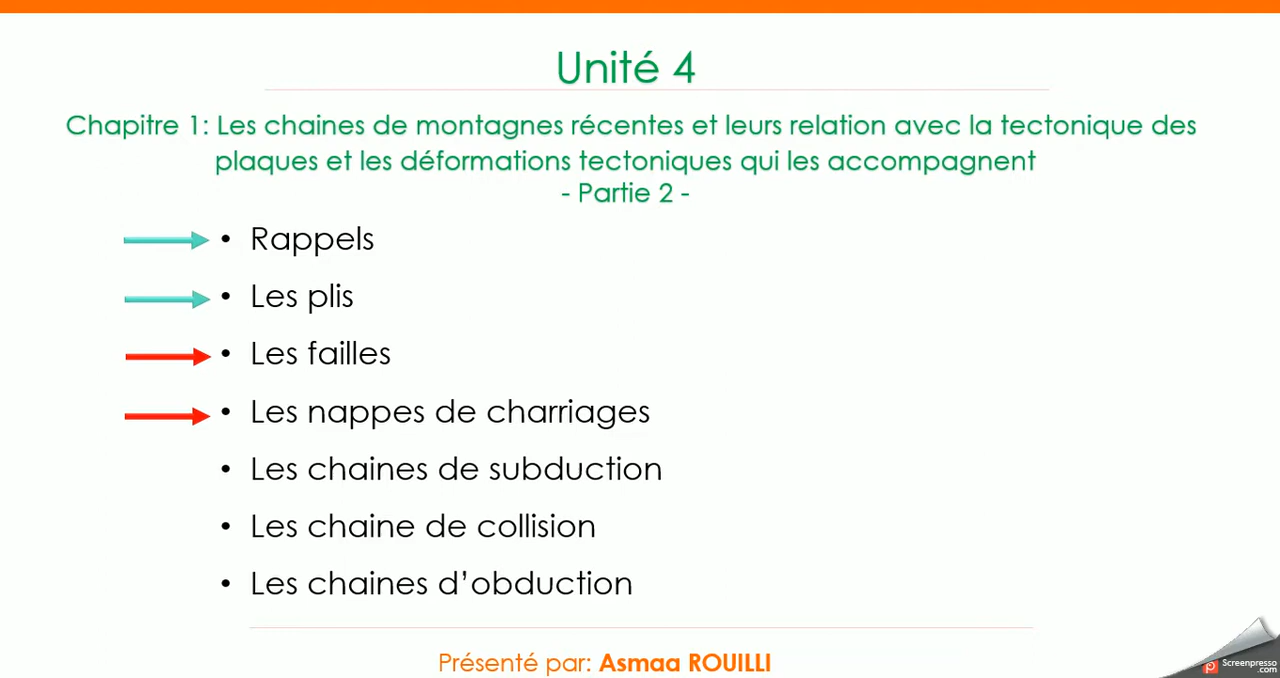 Unité 4
Chapitre 1: Les chaines de montagnes récentes et leurs relation avec la tectonique des
plaques et les déformations tectoniques qui les accompagnent
- Partie 2 -
• Rappels
• Les plis
• Les failles
• Les nappes de charriages
• Les chaines de subduction
• Les chaine de collision
• Les chaines d’obduction
Présenté par: Asmaa ROUILLI
Screenpresso
.com